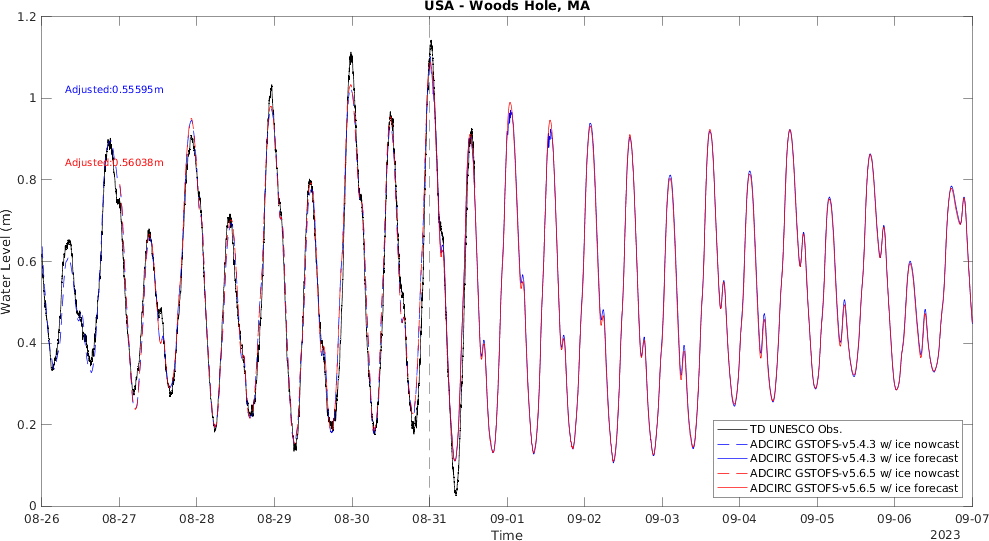 USA - Woods Hole, MA
1.2
1
0.8
0.6
0.4
0.2
0
Water Level (m)
Adjusted:0.55595m
Adjusted:0.56038m
TD UNESCO Obs.
ADCIRC GSTOFS-v5.4.3 w/ ice nowcast
ADCIRC GSTOFS-v5.4.3 w/ ice forecast
ADCIRC GSTOFS-v5.6.5 w/ ice nowcast
ADCIRC GSTOFS-v5.6.5 w/ ice forecast
08-26 08-27 08-28 08-29 08-30 08-31 09-01 09-02 09-03 09-04 09-05 09-06 09-07
Time
2023